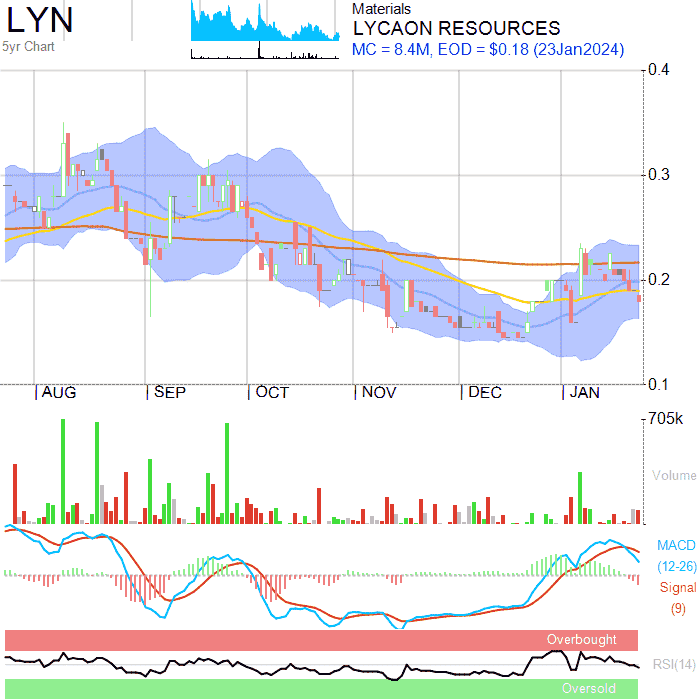 LYN
5yr Chart
Materials
LYCAON RESOURCES
MC = 8.4M, EOD = $0.18 (23Jan2024)
0.4
0.3
0.2
0.1
AUG
SEP
OCT
NOV
DEC
JAN
705k
Volume
MACD
(12-26)
Signal
(9)
Overbought
RSI(14)
Oversold